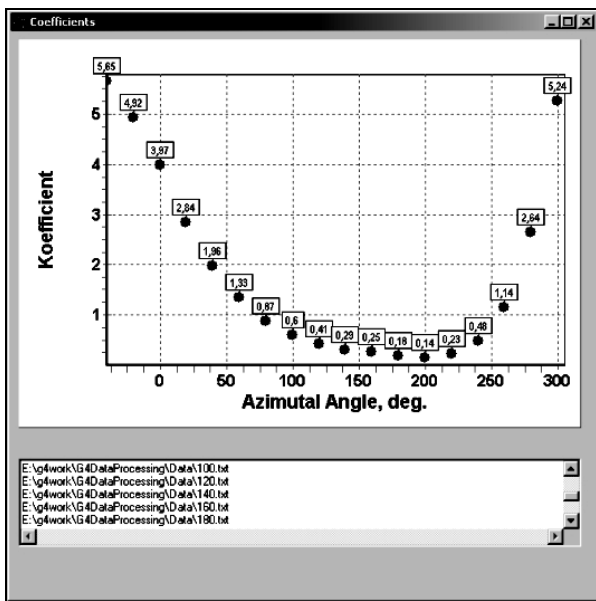 Coefficients
5,65
4,92
3,97
2,84
1,96
1,33
0,87
0,6
0,41
0,29
0,25
0,18
0,14
0,23
0,48
1,14
2,64
5,24
5
4
3
2
1
Koefficient
0 50 100 150 200 250 300
Azimutal Angle, deg.
E:\g4work\G4DataProcessing\Data\100.txt
E:\g4work\G4DataProcessing\Data\120.txt
E:\g4work\G4DataProcessing\Data\140.txt
E:\g4work\G4DataProcessing\Data\160.txt
E:\g4work\G4DataProcessing\Data\180.txt